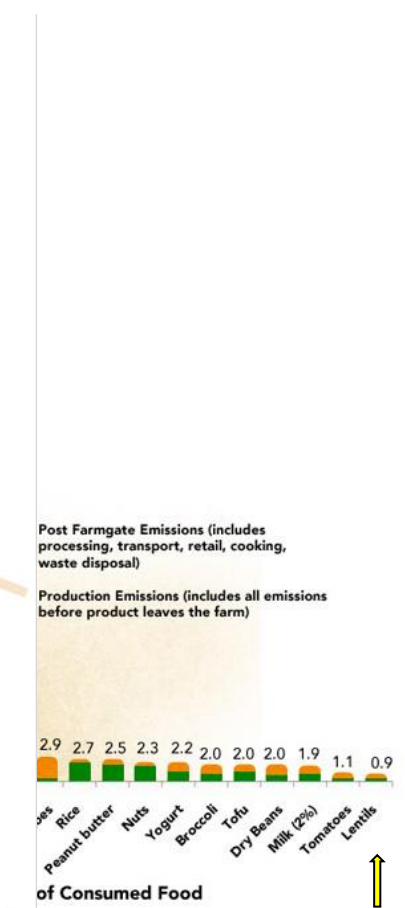 Post Farmgate Emissions (includes
processing, transport, retail, cooking,
waste disposal)
Production Emissions (includes all emissions
before product leaves the farm)
2.9 2.7 2.5 2.3 2.2 2.0 2.0 2.0 1.9 1.1 0.9
oes
Rice
Peanut butter
Nuts
Yogurt
Broccoli
Tofu
Dry Beans
Milk (2%)
Tomatoes
Lentils
of Consumed Food